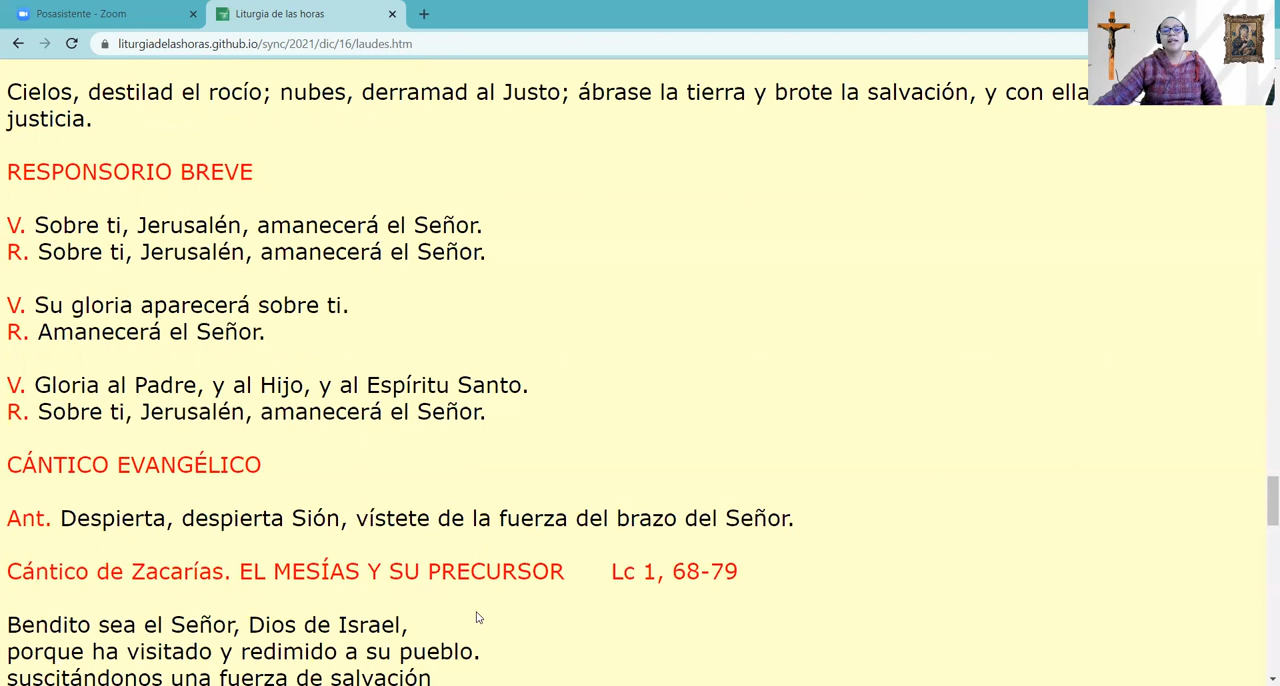 Posasistente - Zoom
Liturgia de las horas
liturgiadelashoras.github.io/sync/2021/dic/16/laudes.htm
Cielos, destilad el rocío; nubes, derramad al Justo; ábrase la tierra y brote la salvación, y con ella
justicia.
RESPONSORIO BREVE
V. Sobre ti, Jerusalén, amanecerá el Señor.
R. Sobre ti, Jerusalén, amanecerá el Señor.
V. Su gloria aparecerá sobre ti.
R. Amanecerá el Señor.
V. Gloria al Padre, y al Hijo, y al Espíritu Santo.
R. Sobre ti, Jerusalén, amanecerá el Señor.
CÁNTICO EVANGÉLICO
Ant. Despierta, despierta Sión, vístete de la fuerza del brazo del Señor.
Cántico de Zacarías. EL MESÍAS Y SU PRECURSOR Lc 1, 68-79
Bendito sea el Señor, Dios de Israel,
porque ha visitado y redimido a su pueblo.
suscitándonos una fuerza de salvación